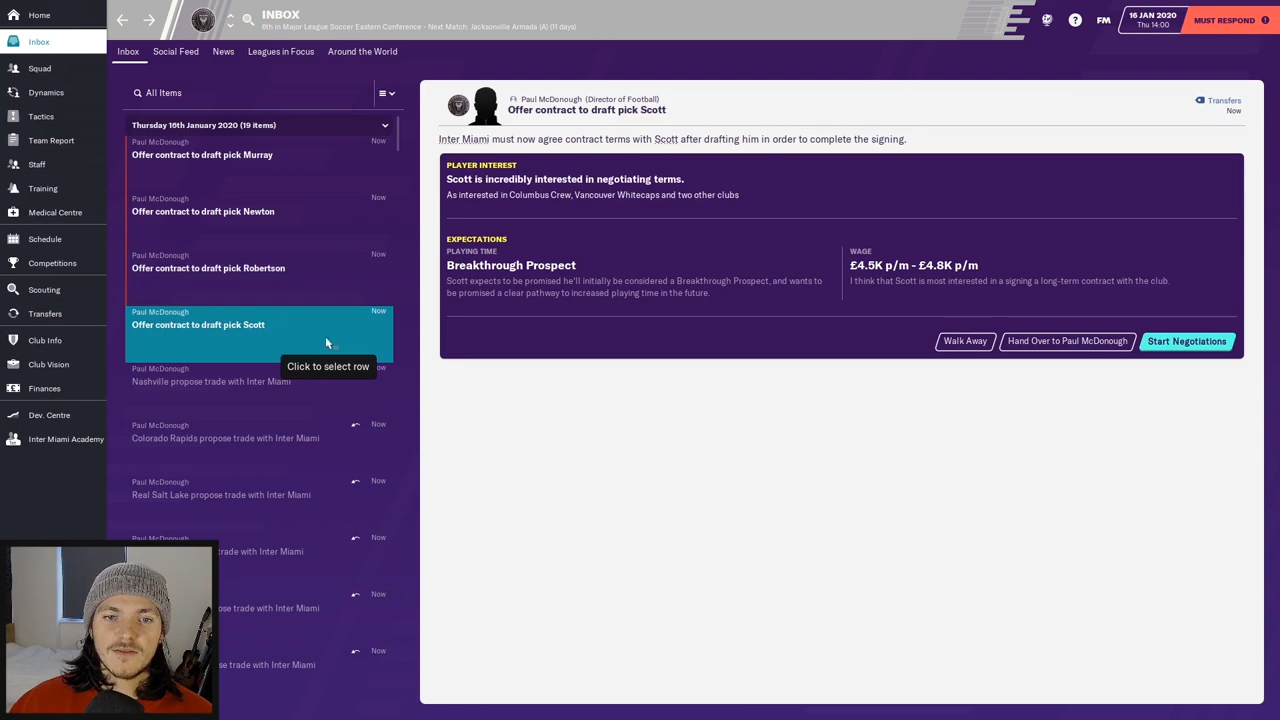 Home
Inbox
Squad
Dynamics
Tactics
Team Report
Staff
Training
Medical Centre
Schedule
Competitions
Scouting
Transfers
Club Info
Club Vision
Finances
Dev. Centre
Inter Miami Academy
INBOX
6th in Major League Soccer Eastern Conference - Next Match: Jacksonville Armada (A) (11 days)
FM
16 JAN 2020
Thu 14:00
MUST RESPOND
Inbox
Social Feed
News
Leagues in Focus
Around the World
All Items
Thursday 16th January 2020 (19 items)
Paul McDonough
Now
Offer contract to draft pick Murray
Paul McDonough
Now
Offer contract to draft pick Newton
Paul McDonough
Now
Offer contract to draft pick Robertson
Paul McDonough
Now
Offer contract to draft pick Scott
Click to select row
Paul McDonough
Nashville propose trade with Inter Miami
Paul McDonough
Now
Colorado Rapids propose trade with Inter Miami
Paul McDonough
Now
Real Salt Lake propose trade with Inter Miami
Paul McDonough
Now
trade with Inter Miami
Now
trade with Inter Miami
Now
trade with Inter Miami
Paul McDonough (Director of Football)
Offer contract to draft pick Scott
Transfers
Now
Inter Miami must now agree contract terms with Scott after drafting him in order to complete the signing.
PLAYER INTEREST
Scott is incredibly interested in negotiating terms.
As interested in Columbus Crew, Vancouver Whitecaps and two other clubs
EXPECTATIONS
PLAYING TIME
Breakthrough Prospect
Scott expects to be promised he'll initially be considered a Breakthrough Prospect, and wants to
be promised a clear pathway to increased playing time in the future.
WAGE
£4.5K p/m - £4.8K p/m
I think that Scott is most interested in a signing a long-term contract with the club.
Walk Away
Hand Over to Paul McDonough
Start Negotiations